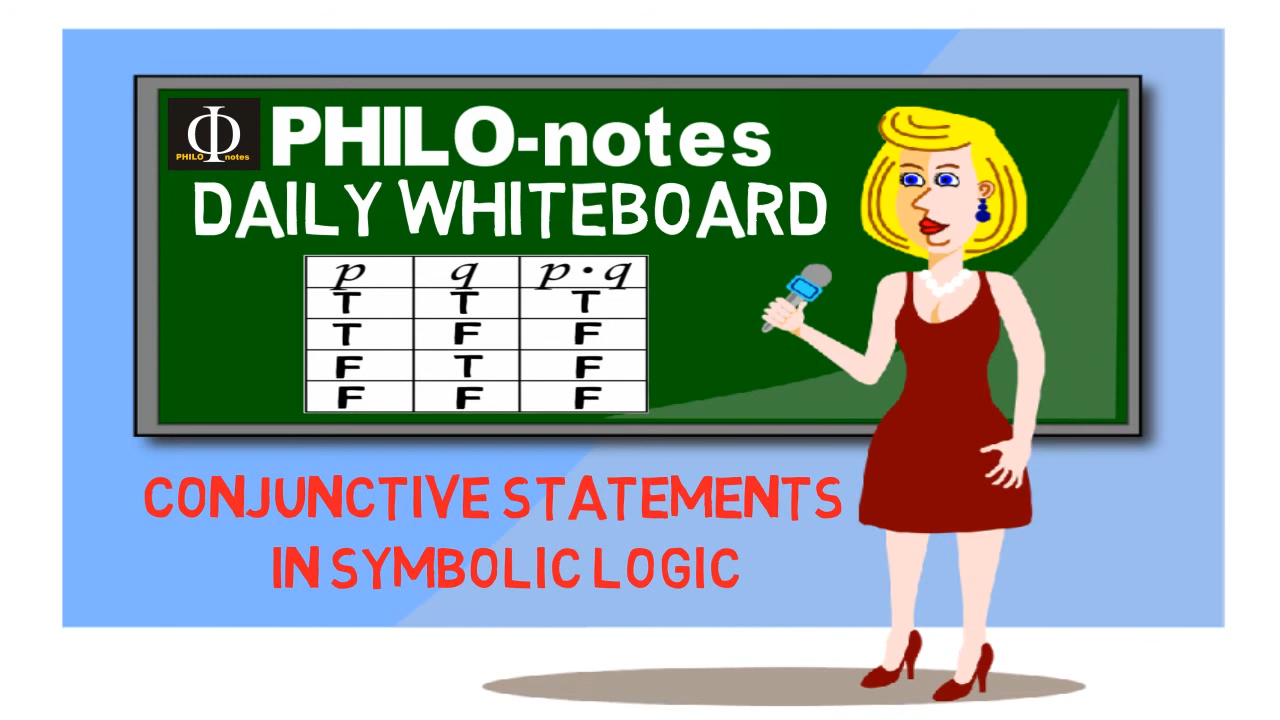 Φ
PHILO notes
PHILO-notes
DAILY WHITEBOARD
p q p • q
T T T
T F F
F T F
F F F
CONJUNCTIVE STATEMENTS
IN SYMBOLIC LOGIC